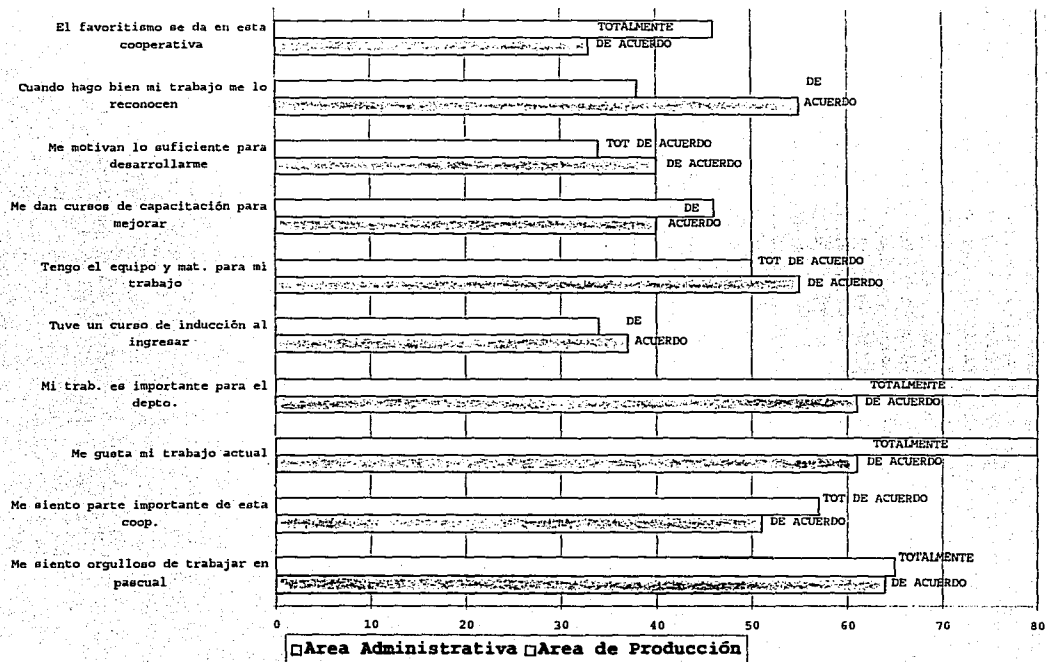 El favoritismo se da en esta
cooperativa
TOTALMENTE
DE ACUERDO
Cuando hago bien mi trabajo me lo
reconocen
DE
ACUERDO
Me motivan lo suficiente para
desarrollarme
TOT DE ACUERDO
DE ACUERDO
Me dan cursos de capacitación para
mejorar
DE
ACUERDO
Tengo el equipo y mat. para mi
trabajo
TOT DE ACUERDO
DE ACUERDO
Tuve un curso de inducción al
ingresar
DE
ACUERDO
Mi trab. es importante para el
depto.
TOTALMENTE
DE ACUERDO
Me gusta mi trabajo actual
TOTALMENTE
DE ACUERDO
Me siento parte importante de esta
coop.
TOT DE ACUERDO
DE ACUERDO
Me siento orgulloso de trabajar en
pascual
TOTALMENTE
DE ACUERDO
0 10 20 30 40 50 60 70 80
Area Administrativa Area de Producción